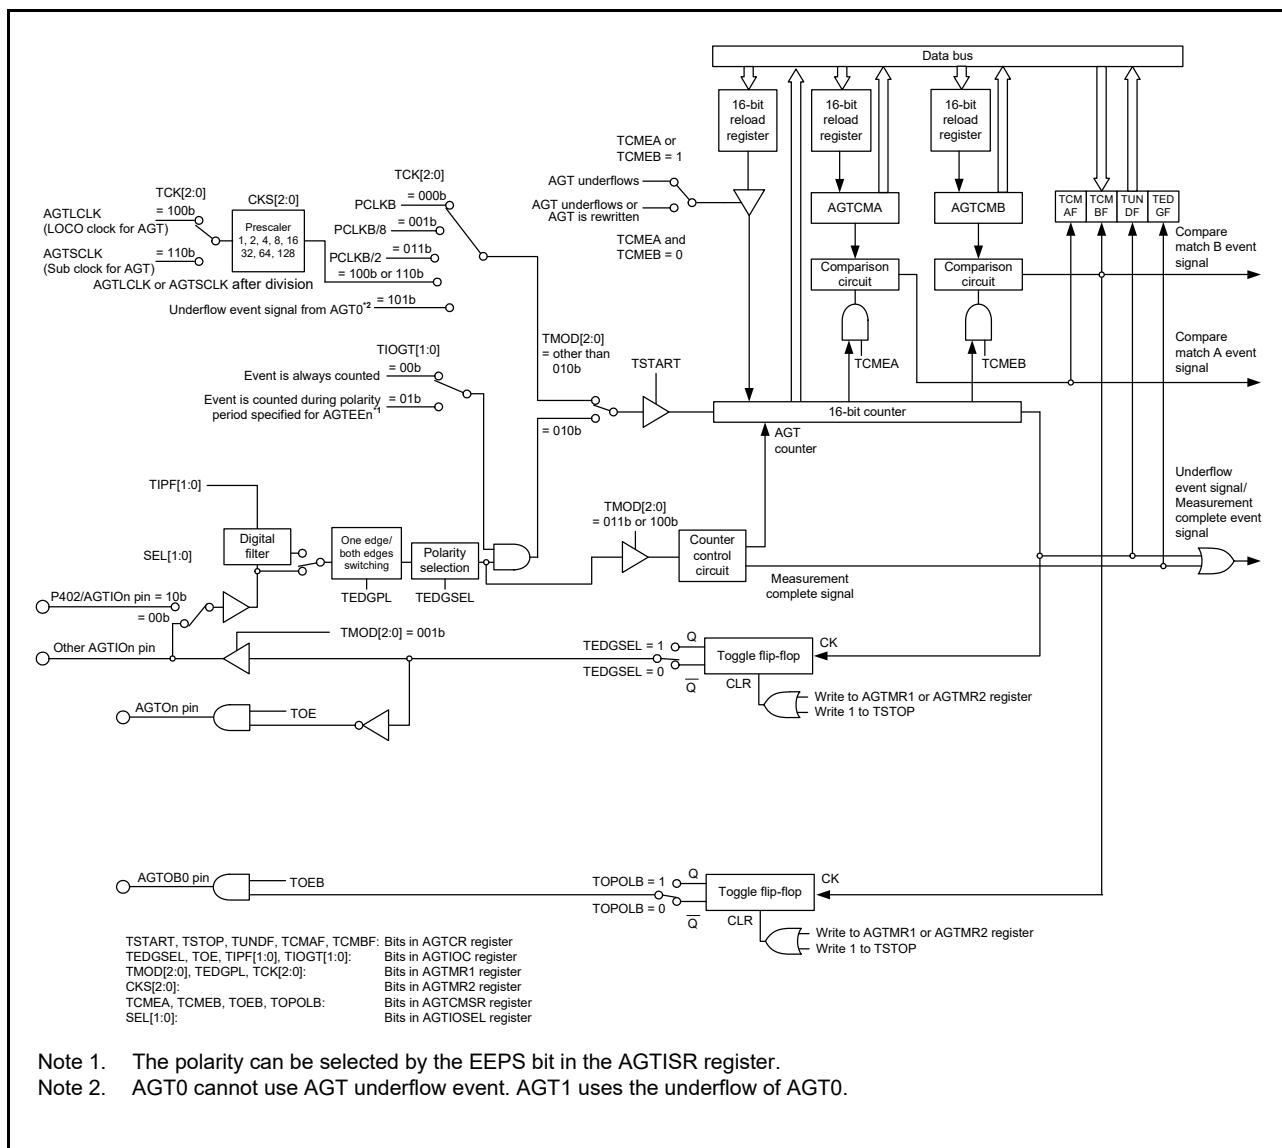 Data bus
16-bit
reload
register
16-bit
reload
register
16-bit
reload
register
TCMEA or
TCMEB = 1
AGT underflows
AGT underflows or
AGT is rewritten
TCMEA and
TCMEB = 0
AGTCMA
AGTCMB
TCM
AF
TCM
BF
TUN
DF
TED
GF
Compare
match B event
signal
Comparison
circuit
Comparison
circuit
TCMEA
TCMEB
Compare
match A event
signal
TCK[2:0]
AGTLCLK
(LOCO clock for AGT)
= 100b
AGTSCLK
(Sub clock for AGT)
= 110b
CKS[2:0]
Prescaler
1, 2, 4, 8, 16
32, 64, 128
TCK[2:0]
PCLKB
= 000b
PCLKB/8
= 001b
PCLKB/2
= 011b
= 100b or 110b
AGTLCLK or AGTSCLK after division
Underflow event signal from AGT0*2
= 101b
TIOGT[1:0]
Event is always counted
= 00b
Event is counted during polarity
period specified for AGTEEn*1
= 01b
TMOD[2:0]
= other than
010b
= 010b
TSTART
16-bit counter
AGT
counter
TIPF[1:0]
SEL[1:0]
Digital
filter
One edge/
both edges
switching
Polarity
selection
TEDGPL
TEDGSEL
TMOD[2:0]
= 011b or 100b
Counter
control
circuit
Measurement
complete signal
Underflow
event signal/
Measurement
complete event
signal
P402/AGTIOn pin = 10b
= 00b
Other AGTIOn pin
TMOD[2:0] = 001b
TEDGSEL = 1
TEDGSEL = 0
Q
Q
Toggle flip-flop
CK
CLR
Write to AGTMR1 or AGTMR2 register
Write 1 to TSTOP
AGTOn pin
TOE
AGTOB0 pin
TOEB
TOPOLB = 1
TOPOLB = 0
Q
Q
Toggle flip-flop
CK
CLR
Write to AGTMR1 or AGTMR2 register
Write 1 to TSTOP
TSTART, TSTOP, TUNDF, TCMAF, TCMBF: Bits in AGTCR register
TEDGSEL, TOE, TIPF[1:0], TIOGT[1:0]: Bits in AGTIOC register
TMOD[2:0], TEDGPL, TCK[2:0]: Bits in AGTMR1 register
CKS[2:0]: Bits in AGTMR2 register
TCMEA, TCMEB, TOEB, TOPOLB: Bits in AGTCMSR register
SEL[1:0]: Bits in AGTIOSEL register
Note 1. The polarity can be selected by the EEPS bit in the AGTISR register.
Note 2. AGT0 cannot use AGT underflow event. AGT1 uses the underflow of AGT0.